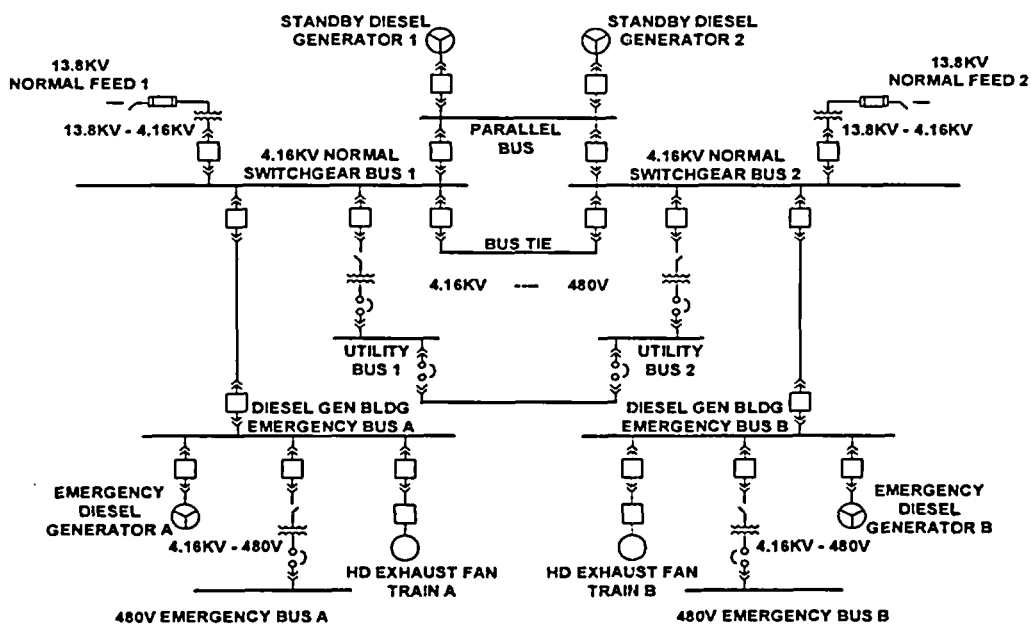 STANDBY DIESEL
GENERATOR 1
STANDBY DIESEL
GENERATOR 2
13.8KV
NORMAL FEED 1
13.8KV
NORMAL FEED 2
13.8KV - 4.16KV
PARALLEL
BUS
13.8KV - 4.16KV
4.16KV NORMAL
SWITCHGEAR BUS 1
4.16KV NORMAL
SWITCHGEAR BUS 2
BUS TIE
4.16KV --- 480V
UTILITY
BUS 1
UTILITY
BUS 2
DIESEL GEN BLDG
EMERGENCY BUS A
DIESEL GEN BLDG
EMERGENCY BUS B
EMERGENCY
DIESEL
GENERATOR A
EMERGENCY
DIESEL
GENERATOR B
4.16KV - 480V
4.16KV - 480V
HD EXHAUST FAN
TRAIN A
HD EXHAUST FAN
TRAIN B
480V EMERGENCY BUS A
480V EMERGENCY BUS B